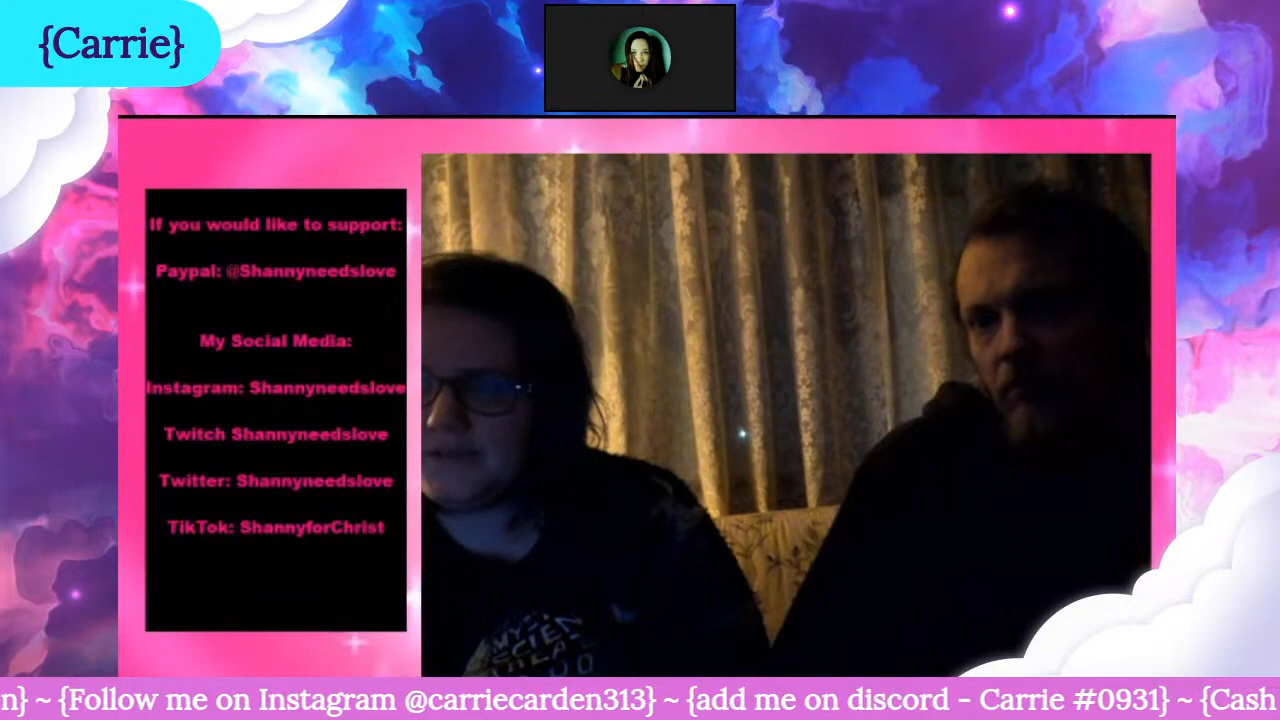 {Carrie}
If you would like to support:
Paypal: @Shannyneedslove
My Social Media:
Instagram: Shannyneedslove
Twitch Shannyneedslove
Twitter: Shannyneedslove
TikTok: ShannyforChrist
n} ~ {Follow me on Instagram @carriecarden313} ~ {add me on discord - Carrie #0931} ~ {Cash